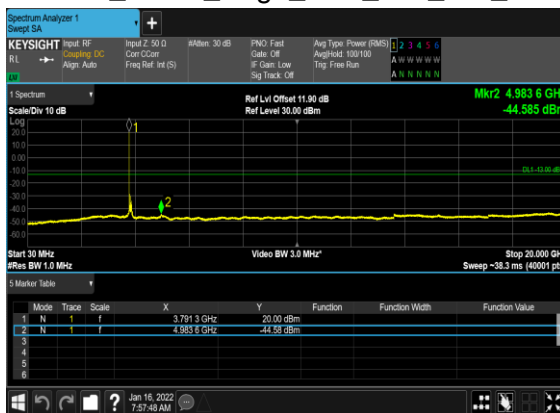 Spectrum Analyzer 1
Swept SA
KEYSIGHT
RL
Input: RF
Coupling: DC
Align: Auto
Input Z: 50 Ω
Corr CCorr
Freq Ref: Int (S)
#Atten: 30 dB
PNO: Fast
Gate: Off
IF Gain: Low
Sig Track: Off
Avg Type: Power (RMS)
Avg|Hold: 100/100
Trig: Free Run
1 2 3 4 5 6
A W W W W W
A N N N N N
1 Spectrum
Scale/Div 10 dB
Ref Lvl Offset 11.90 dB
Ref Level 30.00 dBm
Mkr2 4.983 6 GH
-44.585 dBr
Log
20.0
10.0
0.00
-10.0
-20.0
-30.0
-40.0
-50.0
-60.0
1
2
DL1 -13.00 dB
Start 30 MHz
#Res BW 1.0 MHz
Video BW 3.0 MHz*
Stop 20.000 GH
Sweep ~38.3 ms (40001 pt
5 Marker Table
Mode Trace Scale X Y Function Function Width Function Value
1 N 1 f 3.791 3 GHz 20.00 dBm
2 N 1 f 4.983 6 GHz -44.58 dBm
3
4
5
6
?
Jan 16, 2022
7:57:48 AM